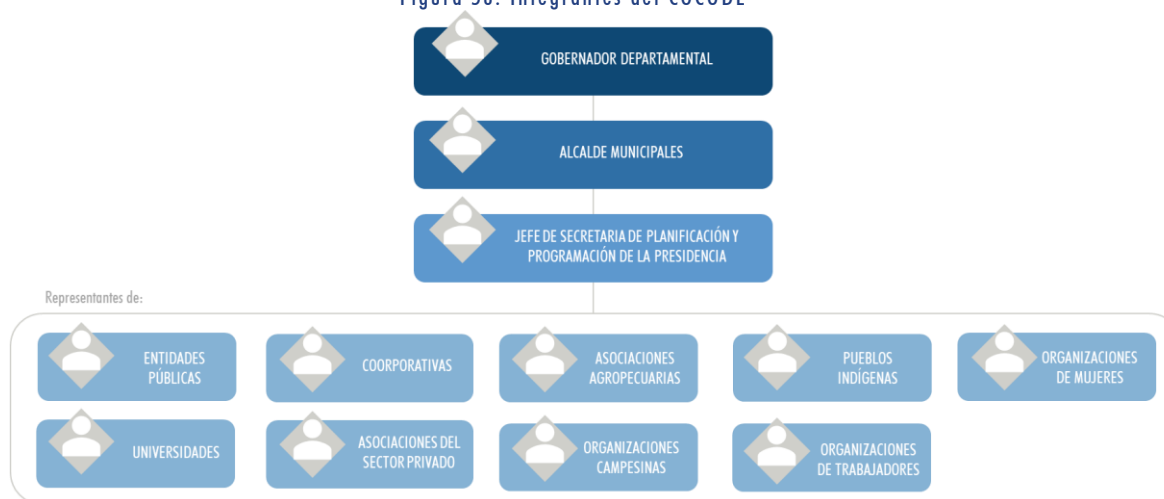 GOBERNADOR DEPARTAMENTAL
ALCALDE MUNICIPALES
JEFE DE SECRETARIA DE PLANIFICACIÓN Y
PROGRAMACIÓN DE LA PRESIDENCIA
Representantes de:
ENTIDADES
PÚBLICAS
COORPORATIVAS
ASOCIACIONES
AGROPECUARIAS
PUEBLOS
INDÍGENAS
ORGANIZACIONES
DE MUJERES
UNIVERSIDADES
ASOCIACIONES DEL
SECTOR PRIVADO
ORGANIZACIONES
CAMPESINAS
ORGANIZACIONES
DE TRABAJADORES